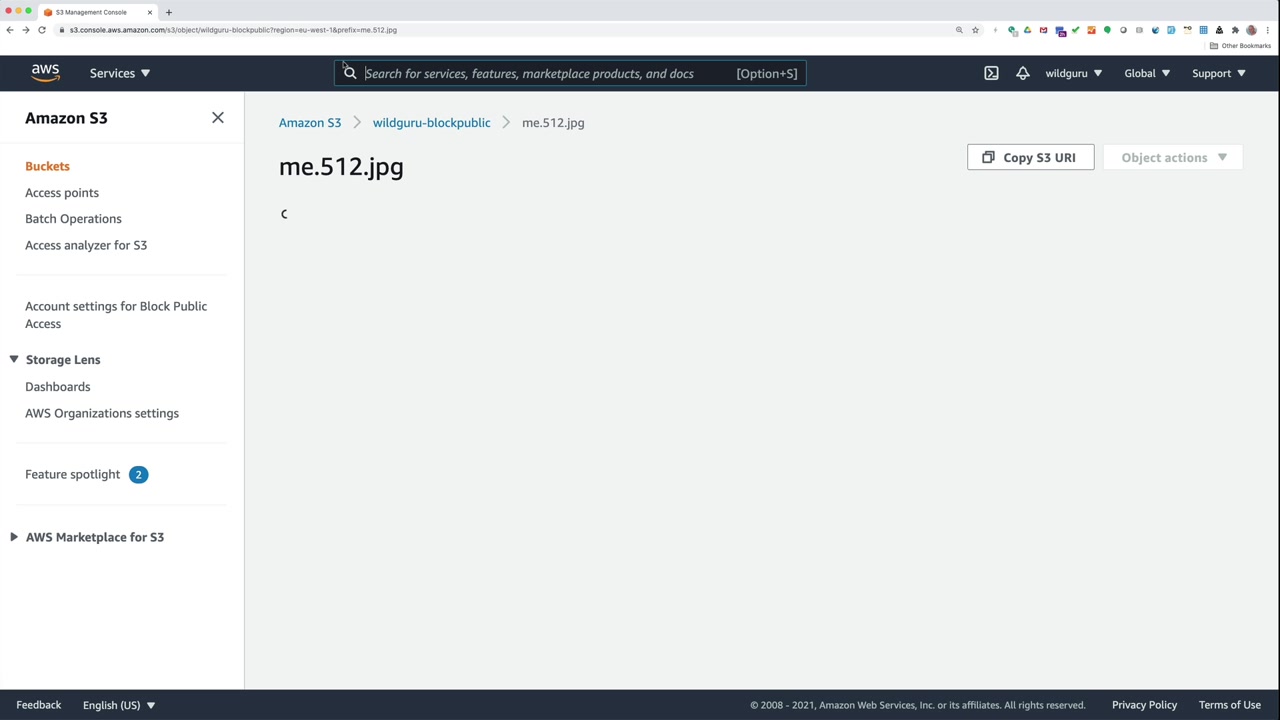 S3 Management Console
s3.console.aws.amazon.com/s3/object/wildguru-blockpublic?region=eu-west-1&prefix=me.512.jpg
Other Bookmarks
aws
Services
Search for services, features, marketplace products, and docs
[Option+S]
wildguru
Global
Support
Amazon S3
Buckets
Access points
Batch Operations
Access analyzer for S3
Account settings for Block Public
Access
Storage Lens
Dashboards
AWS Organizations settings
Feature spotlight 2
AWS Marketplace for S3
Amazon S3 wildguru-blockpublic me.512.jpg
me.512.jpg
Copy S3 URI
Object actions
Feedback
English (US)
© 2008 - 2021, Amazon Web Services, Inc. or its affiliates. All rights reserved.
Privacy Policy
Terms of Use